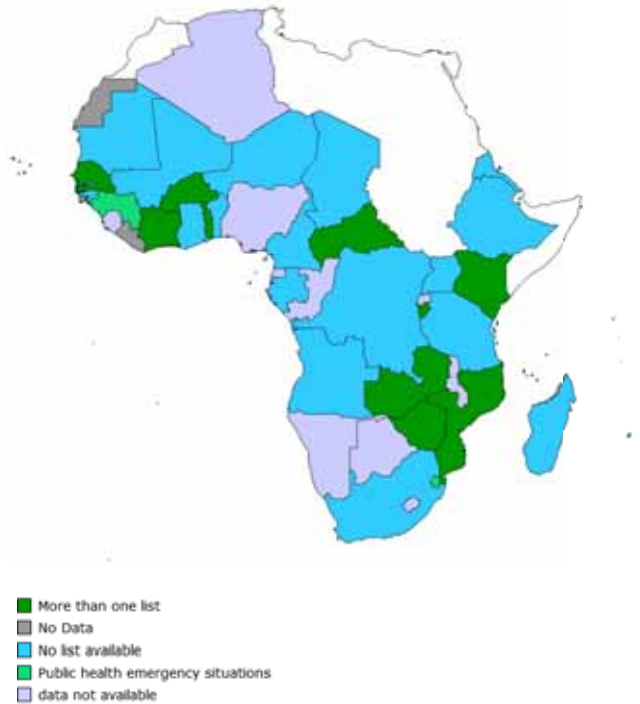 More than one list
No Data
No list available
Public health emergency situations
data not available